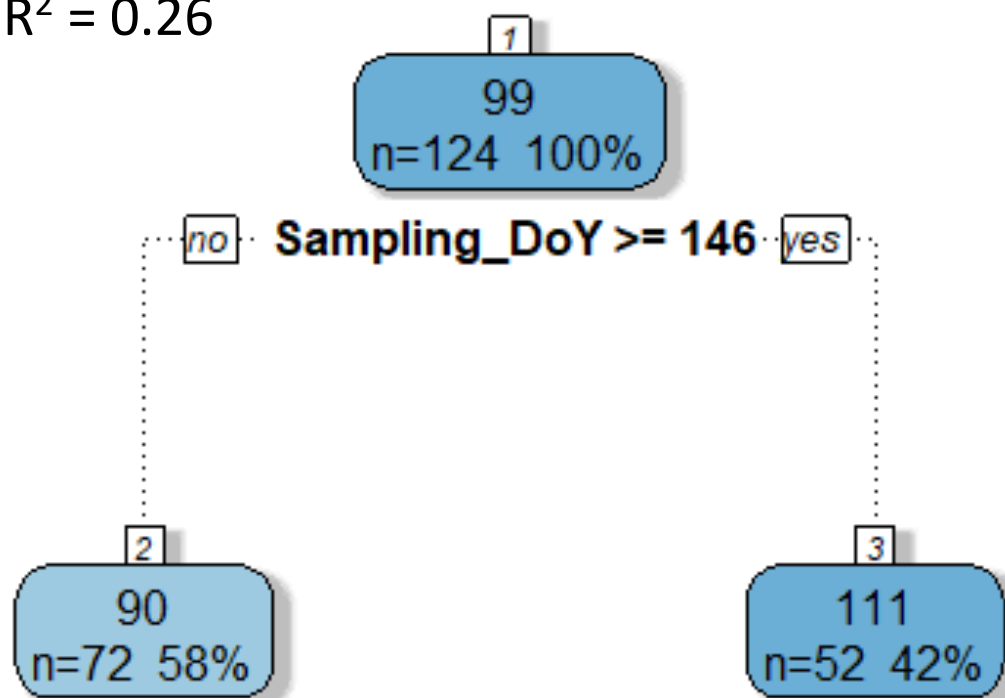 R² = 0.26
1
99
n=124 100%
no Sampling_DoY >= 146 yes
2
90
n=72 58%
3
111
n=52 42%